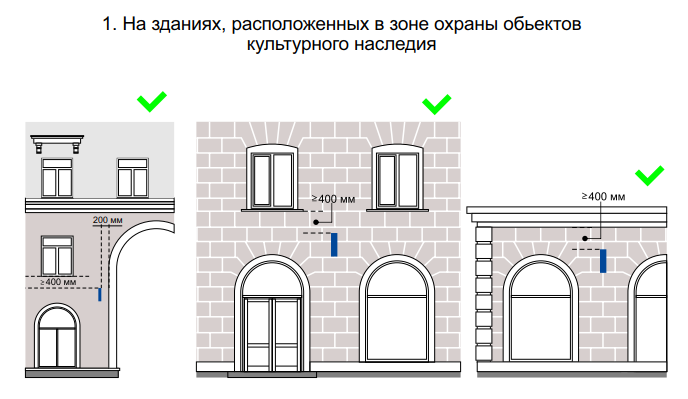 1. На зданиях, расположенных в зоне охраны обьектов
культурного наследия
≥400 мм
≥400 мм
200 мм
≥400 мм